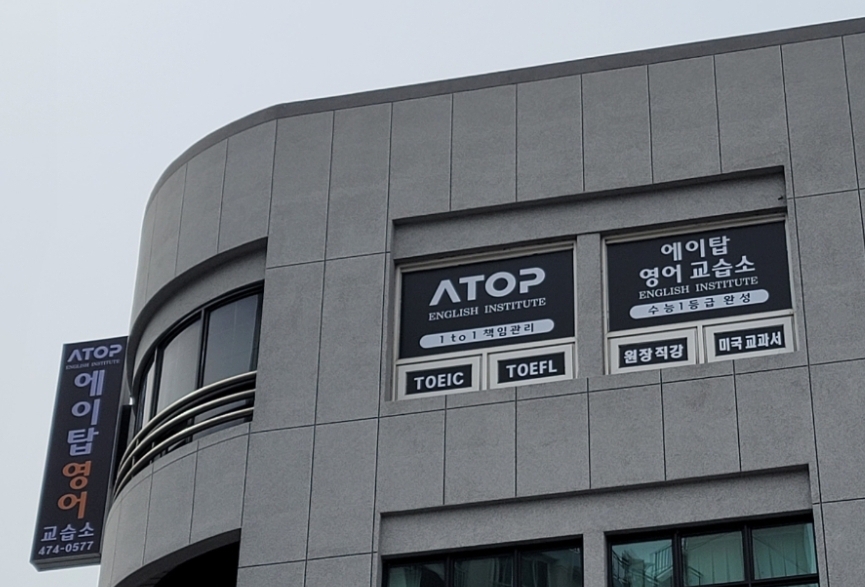 ATOP
ENGLISH INSTITUTE
에이탑
영어
교습소
474-0577
ATOP
ENGLISH INSTITUTE
1 to 1 책임관리
TOEIC
TOEFL
에이탑
영어 교습소
ENGLISH INSTITUTE
수능1등급 완성
원장직강
미국교과서